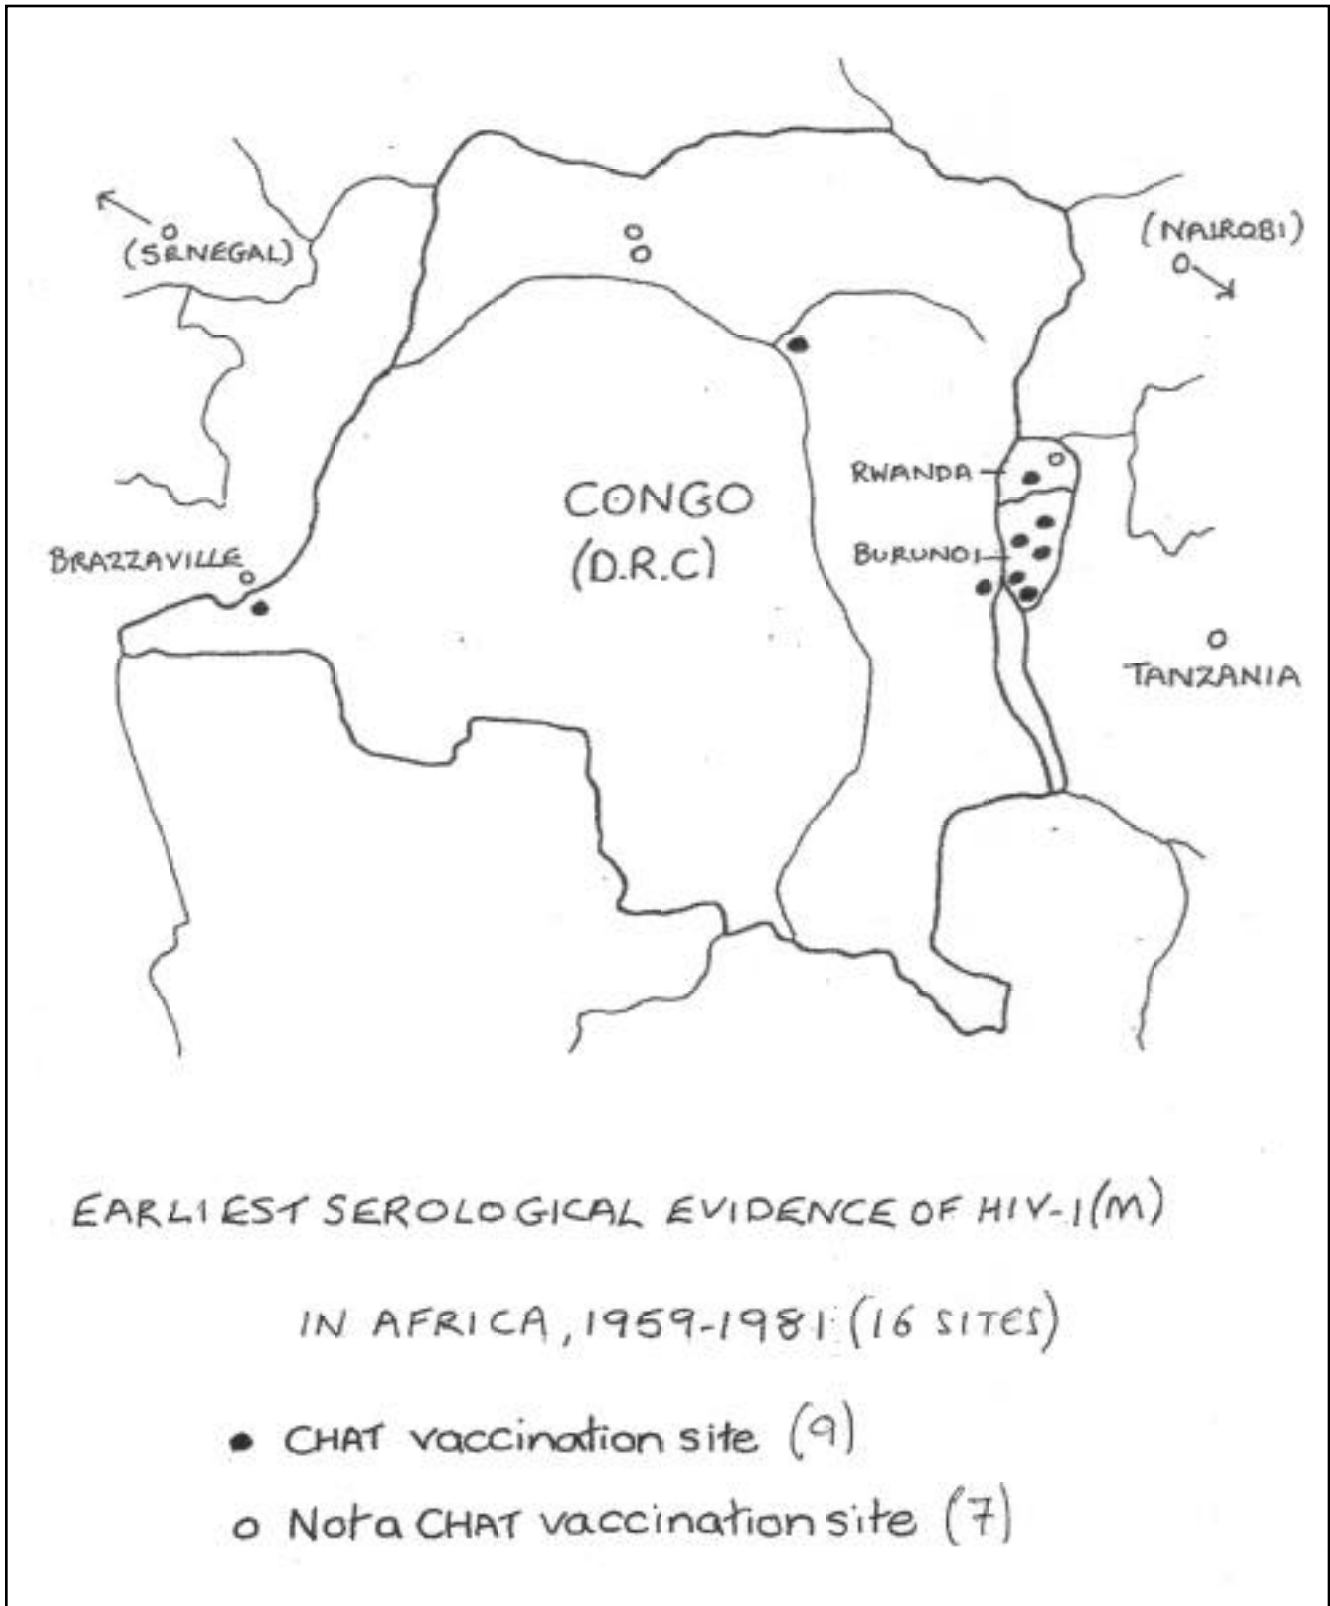 (SENEGAL)
(NAIROBI)
RWANDA
CONGO
(D.R.C)
BRAZZAVILLE
BURUNDI
TANZANIA
EARLIEST SEROLOGICAL EVIDENCE OF HIV-1(M)
IN AFRICA, 1959-1981 (16 SITES)
CHAT vaccination site (9)
Not a CHAT vaccination site (7)